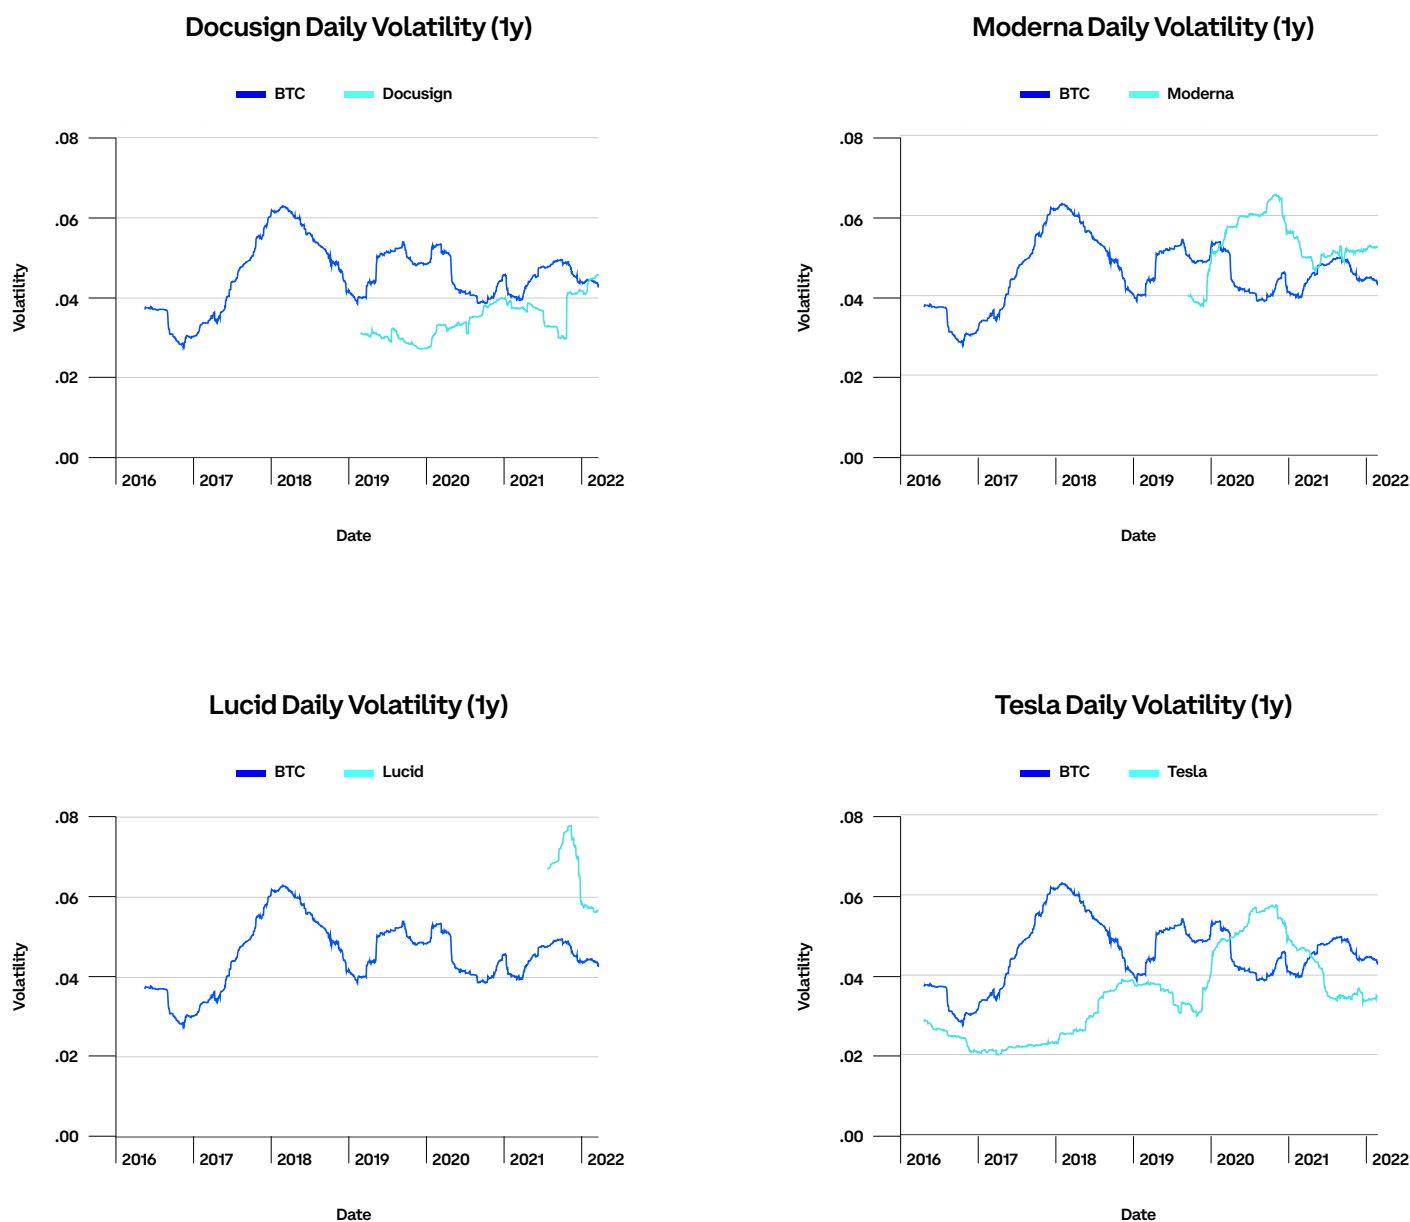 Docusign Daily Volatility (1y)
BTC
Docusign
.08
.06
.04
.02
.00
Volatility
2016 2017 2018 2019 2020 2021 2022
Date
Moderna Daily Volatility (1y)
BTC
Moderna
.08
.06
.04
.02
.00
Volatility
2016 2017 2018 2019 2020 2021 2022
Date
Lucid Daily Volatility (1y)
BTC
Lucid
.08
.06
.04
.02
.00
Volatility
2016 2017 2018 2019 2020 2021 2022
Date
Tesla Daily Volatility (1y)
BTC
Tesla
.08
.06
.04
.02
.00
Volatility
2016 2017 2018 2019 2020 2021 2022
Date